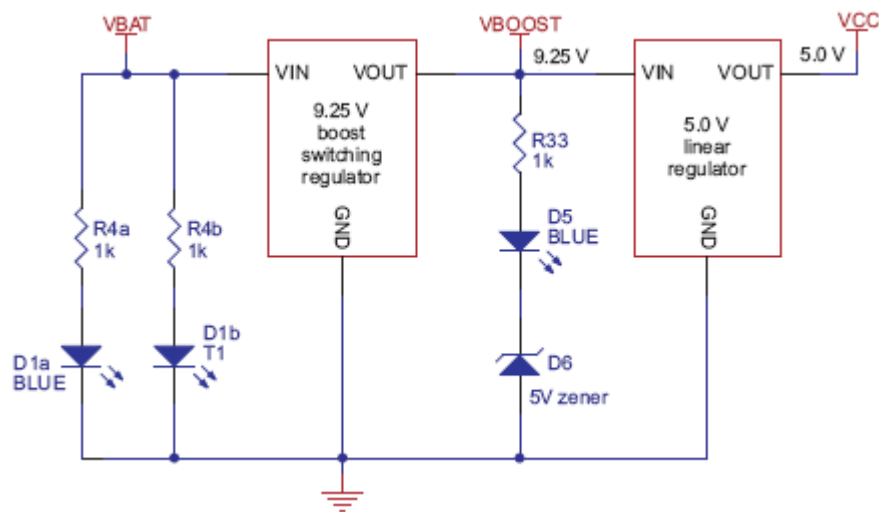 VBAT
VBOOST
VCC
9.25 V
5.0 V
VIN
VOUT
VIN
VOUT
9.25 V
boost
switching
regulator
GND
R33
1k
5.0 V
linear
regulator
GND
R4a
1k
R4b
1k
D5
BLUE
D1a
BLUE
D1b
T1
D6
5V zener